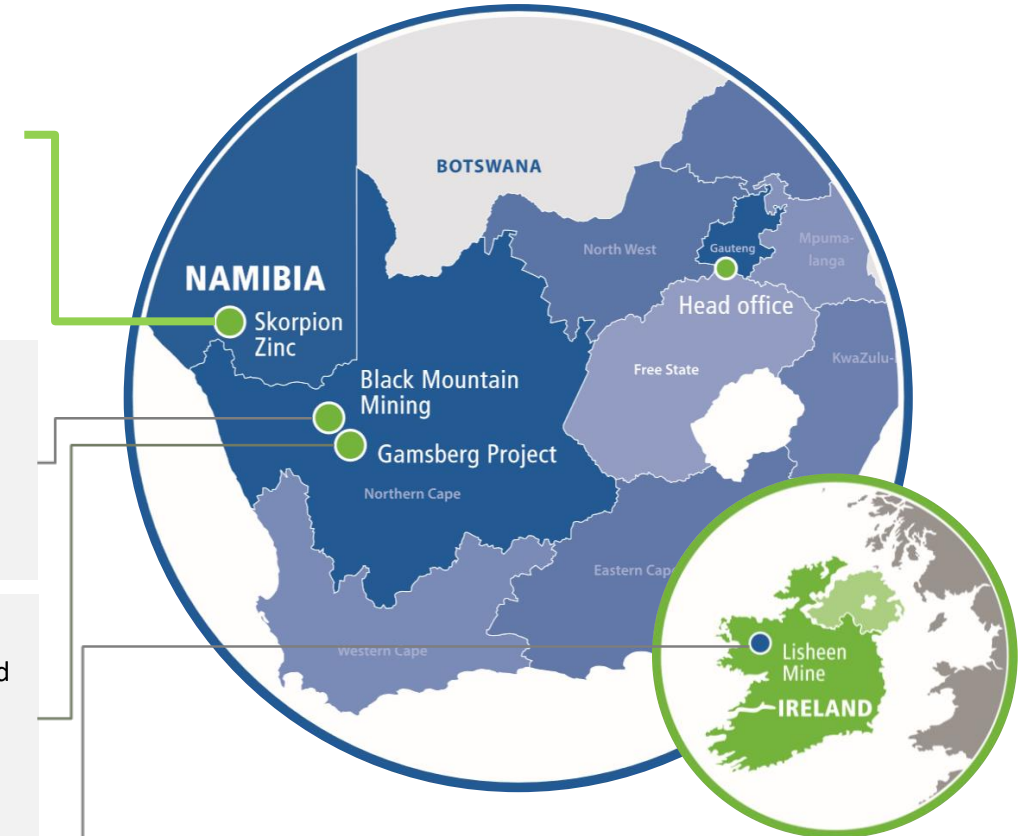 BOTSWANA
North West
Gauteng
Mpuma-
langa
NAMIBIA
Head office
Skorpion
Zinc
KwaZulu-
Free State
Black Mountain
Mining
Gamsberg Project
Northern Cape
Eastern Cape
Western Cape
Lisheen
Mine
IRELAND
d